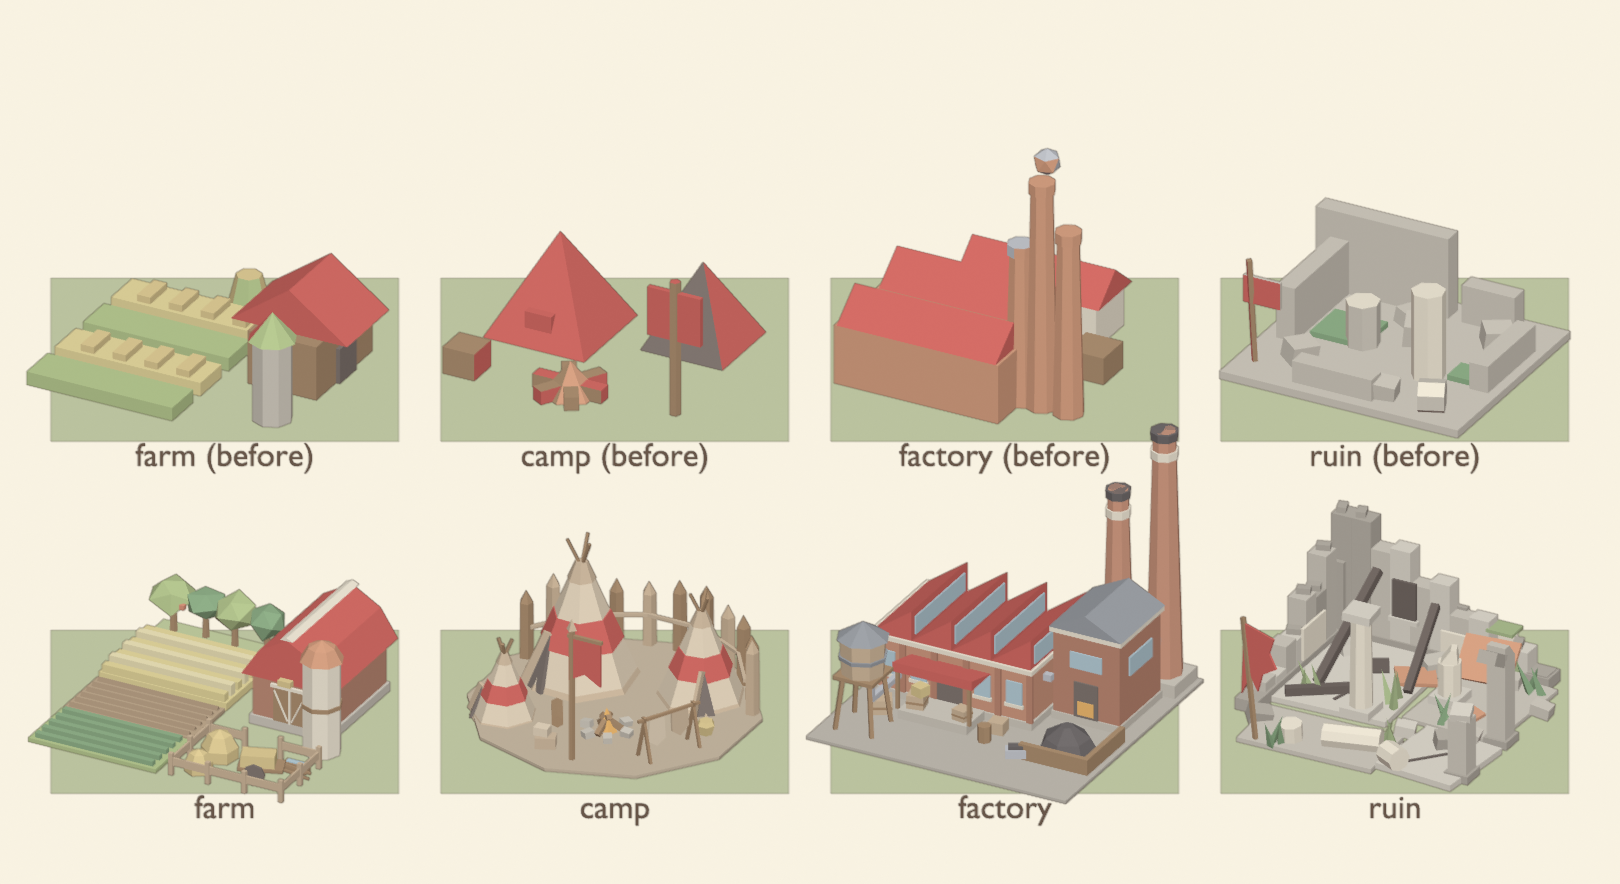 farm (before)
camp (before)
factory (before)
ruin (before)
farm
camp
factory
ruin